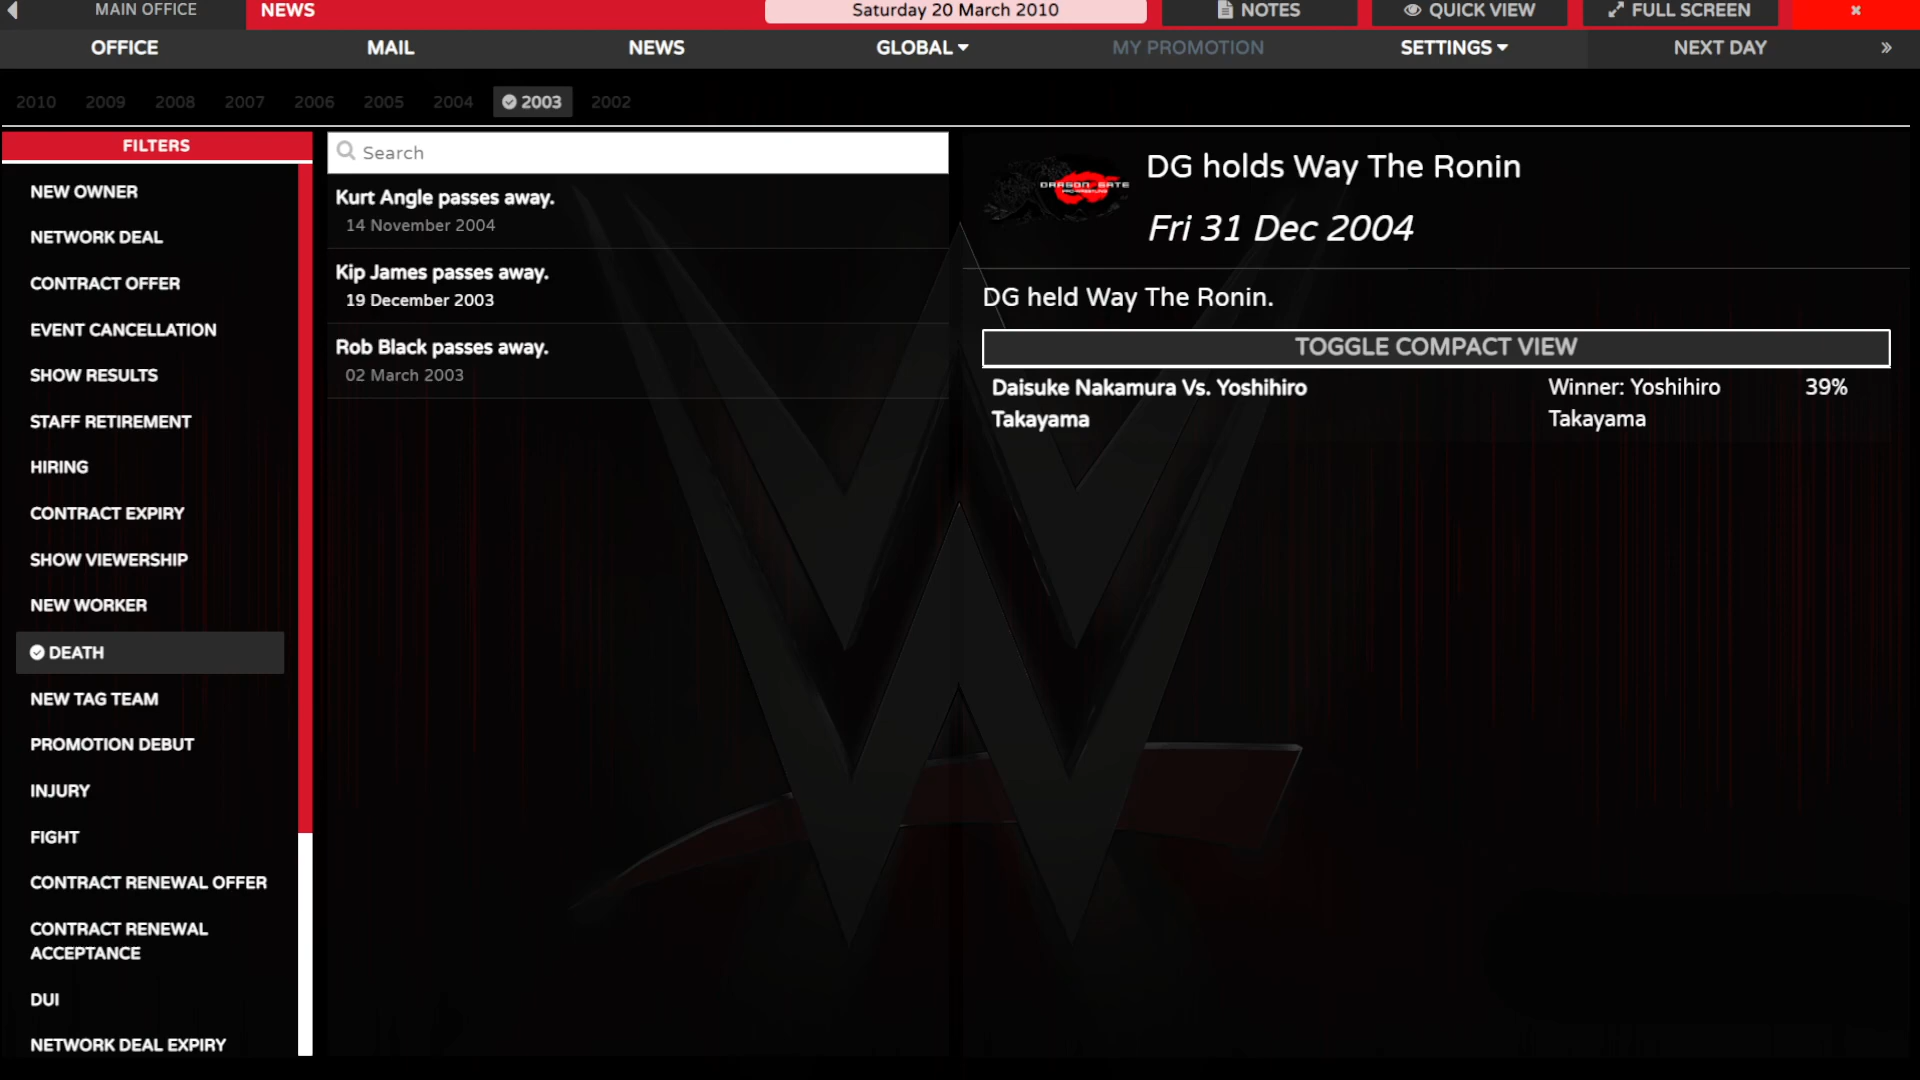 MAIN OFFICE
NEWS
Saturday 20 March 2010
NOTES
QUICK VIEW
FULL SCREEN
OFFICE
MAIL
NEWS
GLOBAL
MY PROMOTION
SETTINGS
NEXT DAY
2010 2009 2008 2007 2006 2005 2004 2003 2002
FILTERS
NEW OWNER
NETWORK DEAL
CONTRACT OFFER
EVENT CANCELLATION
SHOW RESULTS
STAFF RETIREMENT
HIRING
CONTRACT EXPIRY
SHOW VIEWERSHIP
NEW WORKER
DEATH
NEW TAG TEAM
PROMOTION DEBUT
INJURY
FIGHT
CONTRACT RENEWAL OFFER
CONTRACT RENEWAL
ACCEPTANCE
DUI
NETWORK DEAL EXPIRY
Search
Kurt Angle passes away.
14 November 2004
Kip James passes away.
19 December 2003
Rob Black passes away.
02 March 2003
DRAGON GATE
PRO-WRESTLING
DG holds Way The Ronin
Fri 31 Dec 2004
DG held Way The Ronin.
TOGGLE COMPACT VIEW
Daisuke Nakamura Vs. Yoshihiro
Takayama
Winner: Yoshihiro
Takayama
39%